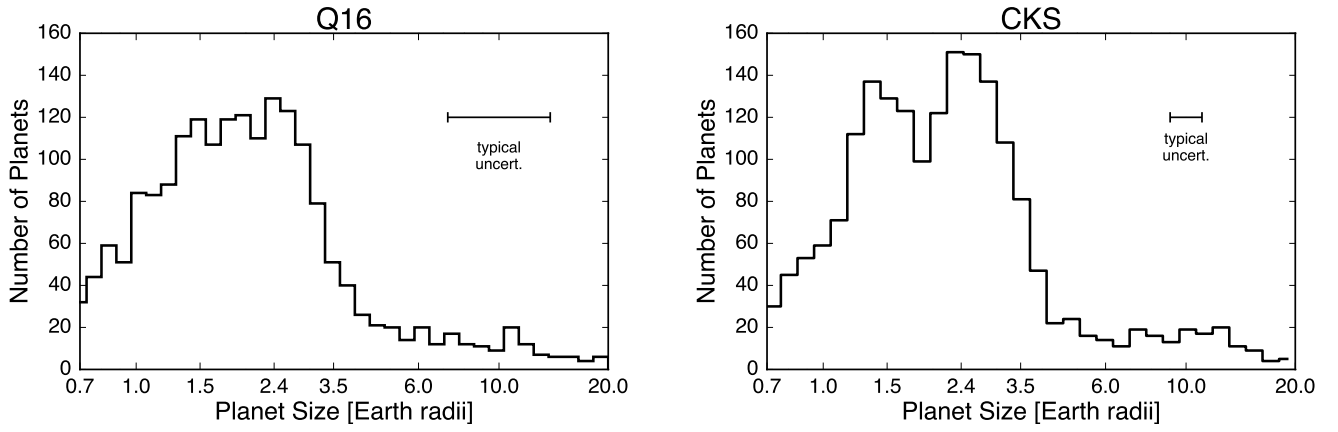 Q16
160
140
120
100
80
60
40
20
0
Number of Planets
typical
uncert.
0.7 1.0 1.5 2.4 3.5 6.0 10.0 20.0
Planet Size [Earth radii]
CKS
160
140
120
100
80
60
40
20
0
Number of Planets
typical
uncert.
0.7 1.0 1.5 2.4 3.5 6.0 10.0 20.0
Planet Size [Earth radii]